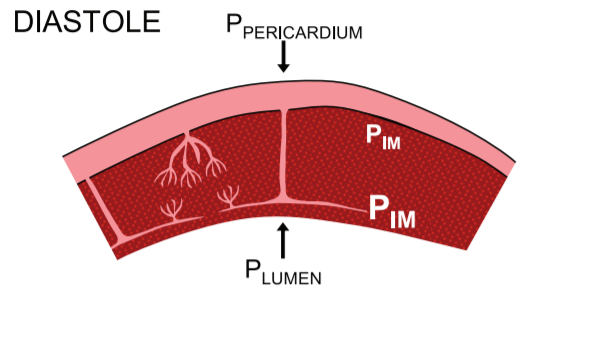 DIASTOLE
PPERICARDIUM
PIM
PIM
PLUMEN